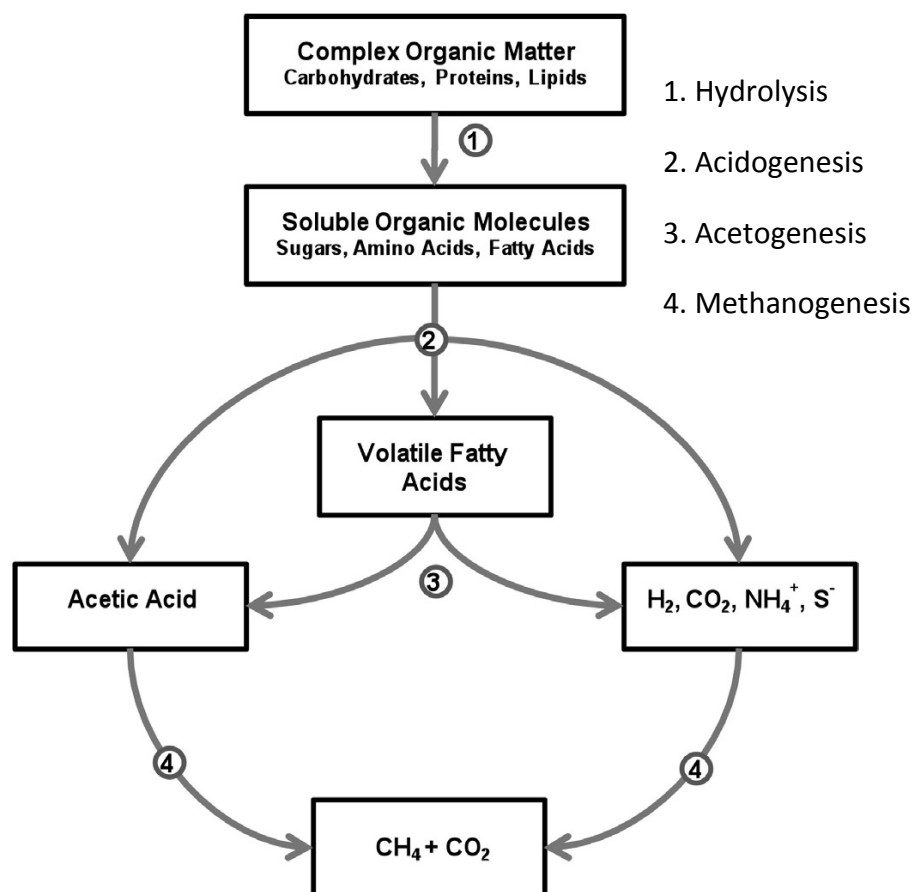 Complex Organic Matter
Carbohydrates, Proteins, Lipids
1. Hydrolysis
1
2. Acidogenesis
Soluble Organic Molecules
Sugars, Amino Acids, Fatty Acids
3. Acetogenesis
4. Methanogenesis
2
Volatile Fatty
Acids
3
Acetic Acid
H₂, CO₂, NH₄⁺, S⁻
4
4
CH₄ + CO₂